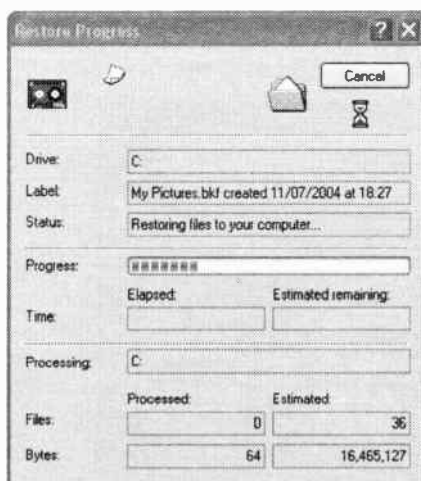 Restore Progress
Cancel
Drive: C:
Label: My Pictures.bkf created 11/07/2004 at 18.27
Status: Restoring files to your computer...
Progress:
Elapsed: Estimated remaining:
Time:
Processing: C:
Processed: Estimated:
Files: 0 36
Bytes: 64 16,465,127